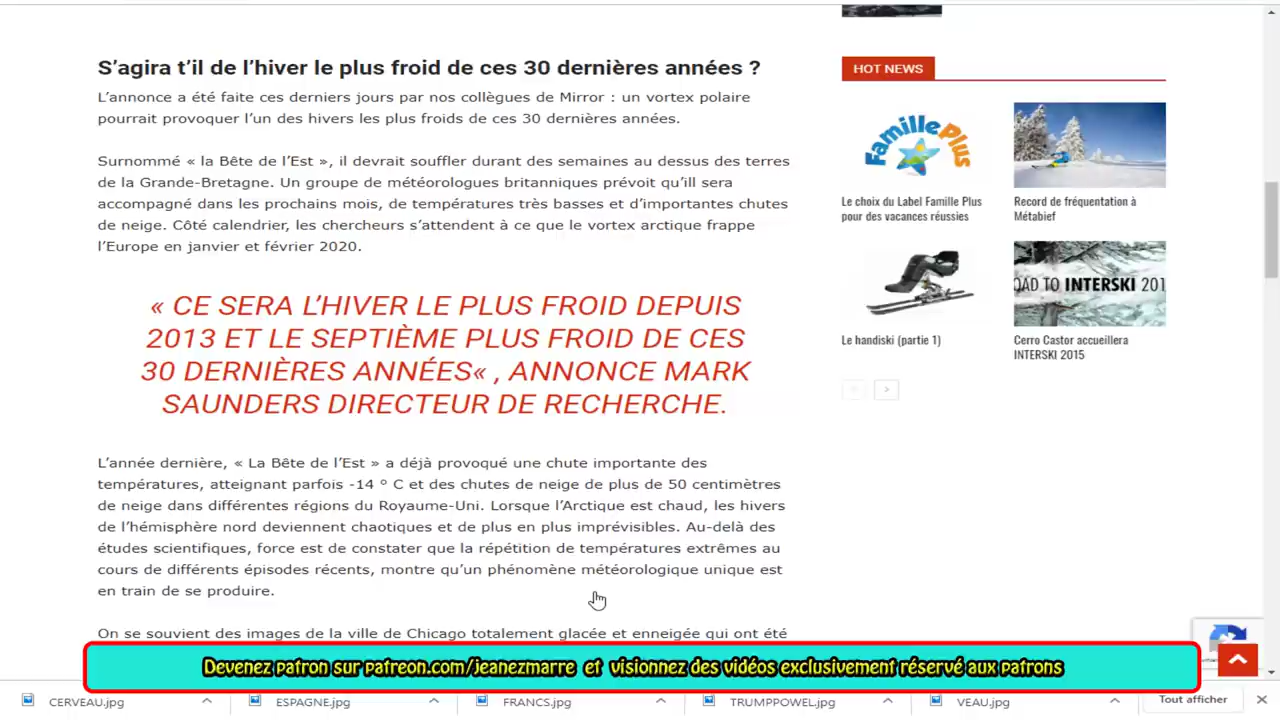 S’agira t’il de l’hiver le plus froid de ces 30 dernières années ?
L’annonce a été faite ces derniers jours par nos collègues de Mirror : un vortex polaire
pourrait provoquer l’un des hivers les plus froids de ces 30 dernières années.
Surnommé « la Bête de l’Est », il devrait souffler durant des semaines au dessus des terres
de la Grande-Bretagne. Un groupe de météorologues britanniques prévoit qu’ill sera
accompagné dans les prochains mois, de températures très basses et d’importantes chutes
de neige. Côté calendrier, les chercheurs s’attendent à ce que le vortex arctique frappe
l’Europe en janvier et février 2020.
« CE SERA L’HIVER LE PLUS FROID DEPUIS
2013 ET LE SEPTIÈME PLUS FROID DE CES
30 DERNIÈRES ANNÉES« , ANNONCE MARK
SAUNDERS DIRECTEUR DE RECHERCHE.
L’année dernière, « La Bête de l’Est » a déjà provoqué une chute importante des
températures, atteignant parfois -14 ° C et des chutes de neige de plus de 50 centimètres
de neige dans différentes régions du Royaume-Uni. Lorsque l’Arctique est chaud, les hivers
de l’hémisphère nord deviennent chaotiques et de plus en plus imprévisibles. Au-delà des
études scientifiques, force est de constater que la répétition de températures extrêmes au
cours de différents épisodes récents, montre qu’un phénomène météorologique unique est
en train de se produire.
On se souvient des images de la ville de Chicago totalement glacée et enneigée qui ont été
HOT NEWS
Famille Plus
Le choix du Label Famille Plus
pour des vacances réussies
Record de fréquentation à
Métabief
Le handiski (partie 1)
OAD TO INTERSKI 201
Cerro Castor accueillera
INTERSKI 2015
Devenez patron sur patreon.com/jeanezmarre et visionnez des vidéos exclusivement réservé aux patrons
CERVEAU.jpg
ESPAGNE.jpg
FRANCS.jpg
TRUMPPOWEL.jpg
VEAU.jpg
Tout afficher